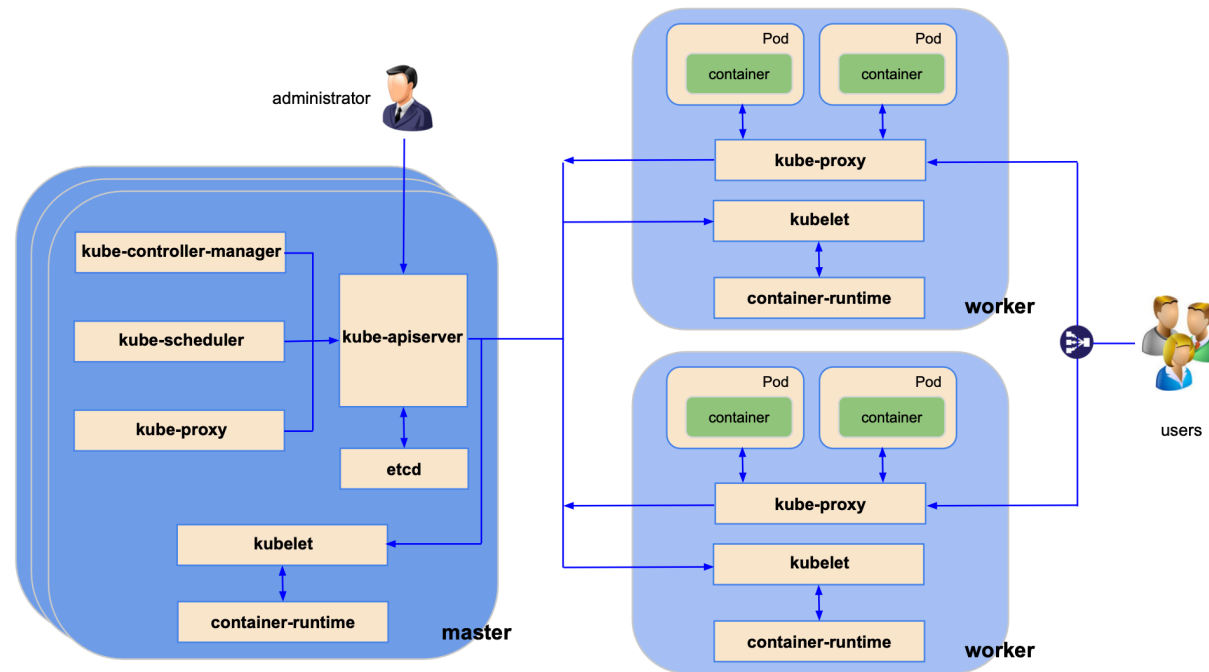 administrator
kube-controller-manager
kube-scheduler
kube-proxy
kube-apiserver
etcd
kubelet
container-runtime
master
Pod
container
Pod
container
kube-proxy
kubelet
container-runtime
worker
Pod
container
Pod
container
kube-proxy
kubelet
container-runtime
worker
users